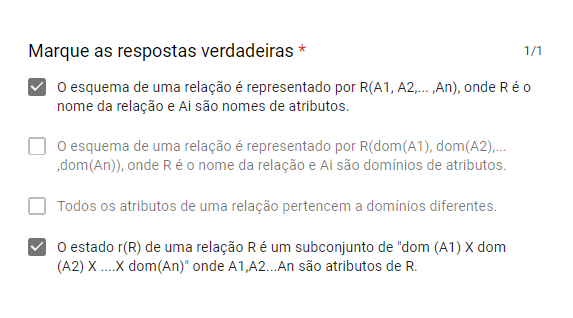 Marque as respostas verdadeiras * 1/1
O esquema de uma relação é representado por R(A1, A2,... ,An), onde R é o
nome da relação e Ai são nomes de atributos.
O esquema de uma relação é representado por R(dom(A1), dom(A2),...
,dom(An)), onde R é o nome da relação e Ai são domínios de atributos.
Todos os atributos de uma relação pertencem a domínios diferentes.
O estado r(R) de uma relação R é um subconjunto de "dom (A1) X dom
(A2) X ....X dom(An)" onde A1,A2...An são atributos de R.